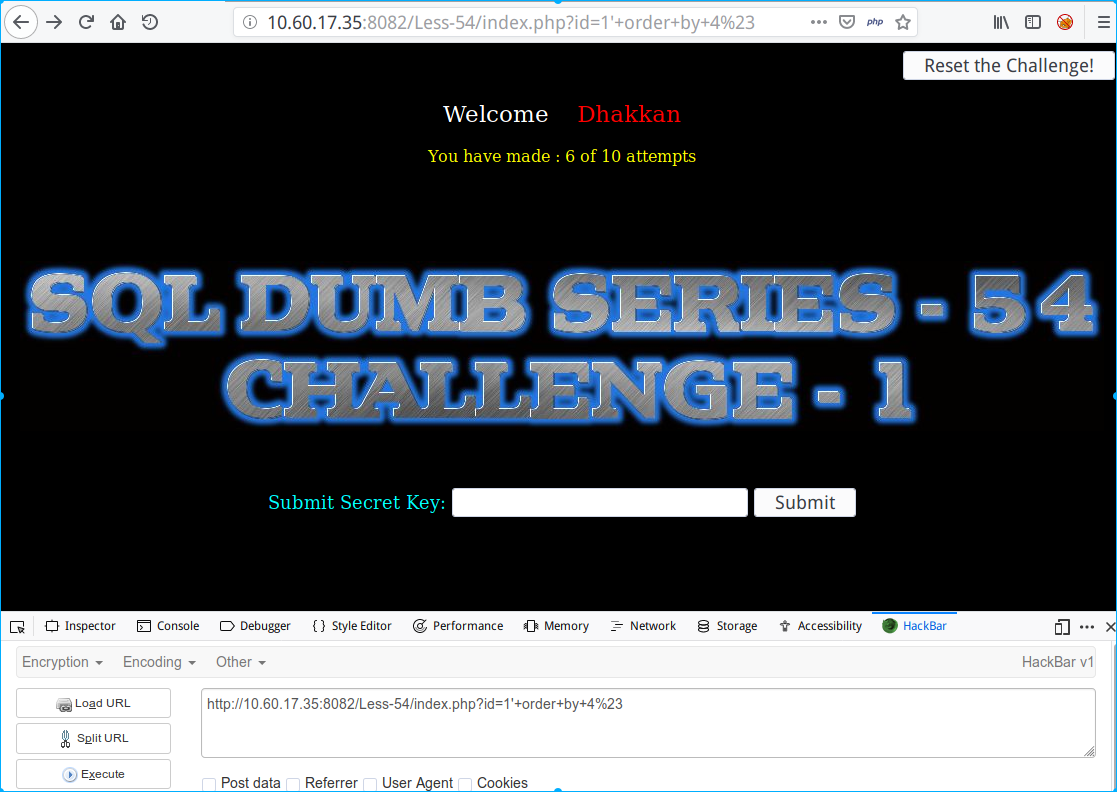 10.60.17.35:8082/Less-54/index.php?id=1'+order+by+4%23 php
Reset the Challenge!
Welcome Dhakkan
You have made : 6 of 10 attempts
SQL DUMB SERIES - 54
CHALLENGE - 1
Submit Secret Key: Submit
Inspector Console Debugger Style Editor Performance Memory Network Storage Accessibility HackBar
Encryption Encoding Other HackBar v1
Load URL http://10.60.17.35:8082/Less-54/index.php?id=1'+order+by+4%23
Split URL
Execute
Post data Referrer User Agent Cookies